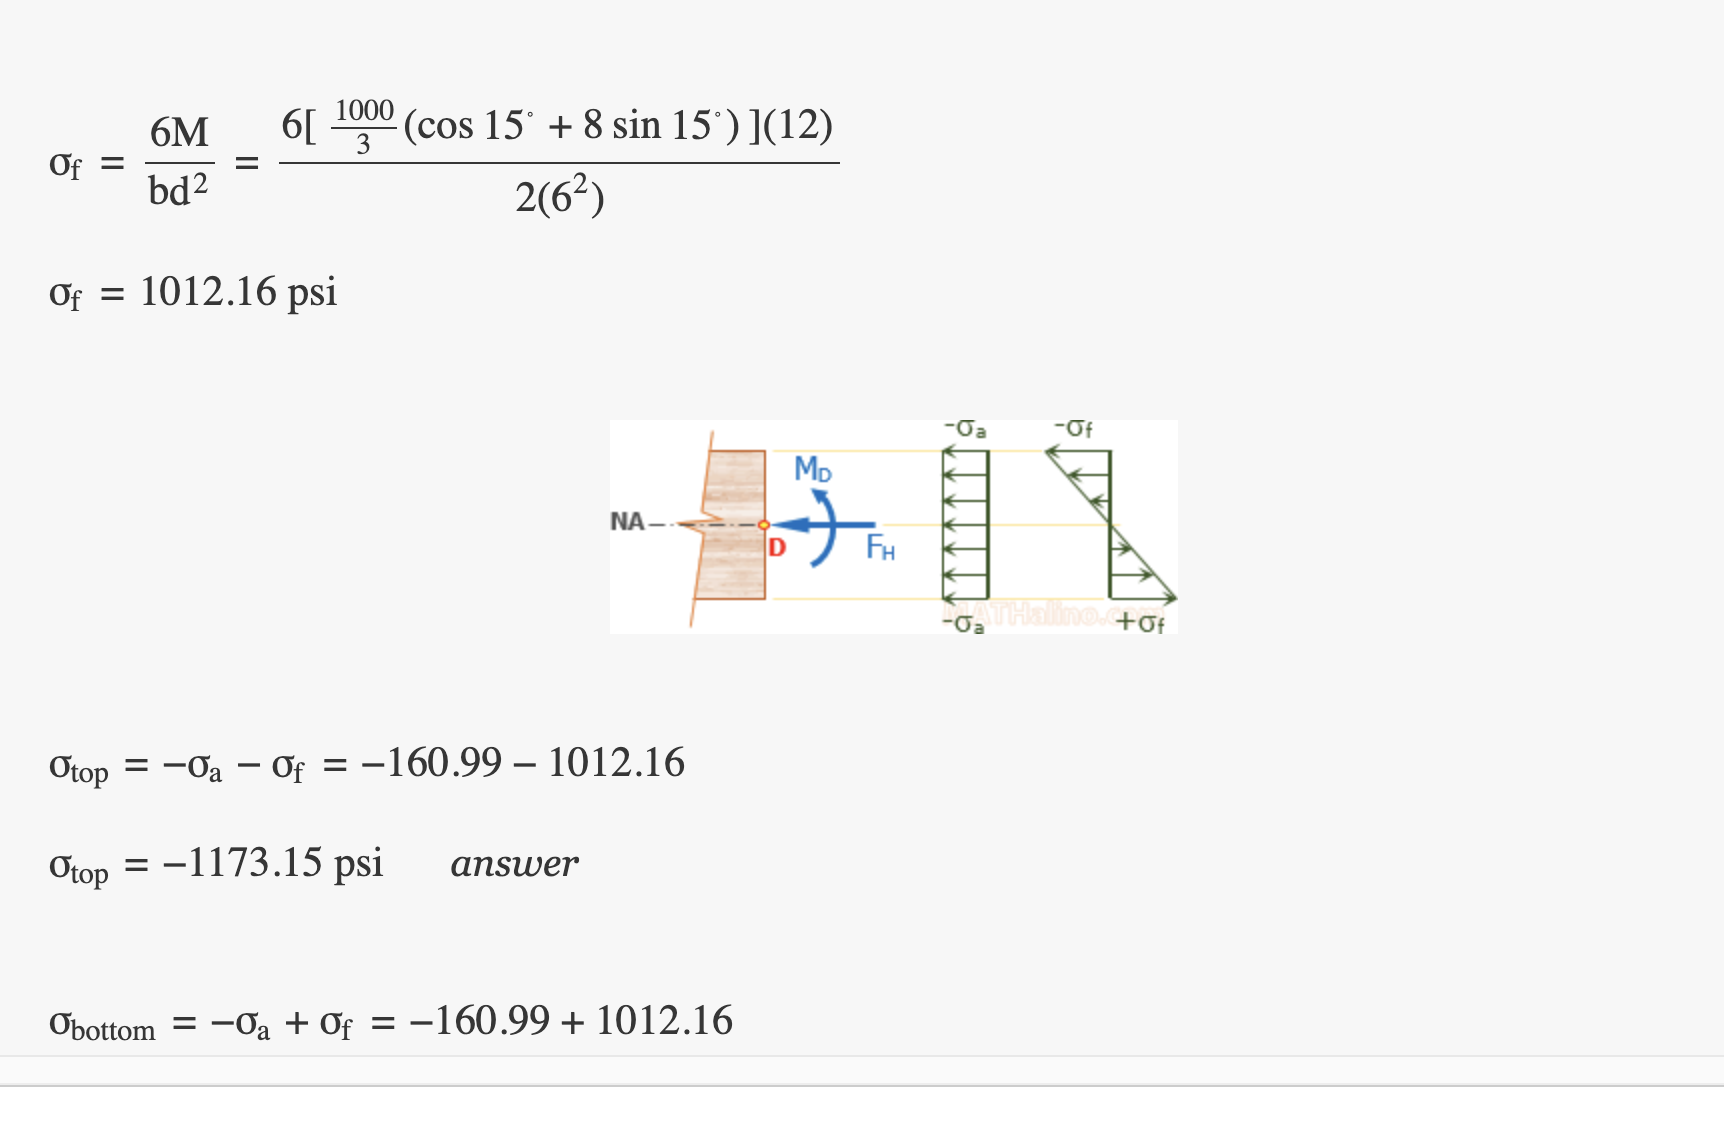 σf = 6M/bd² = 6[ 1000/3 (cos 15° + 8 sin 15°) ](12) / 2(6²)
σf = 1012.16 psi
-σa -σf
MD
NA
D
FH
MATHalino.com
-σa +σf
σtop = −σa − σf = −160.99 − 1012.16
σtop = −1173.15 psi answer
σbottom = −σa + σf = −160.99 + 1012.16